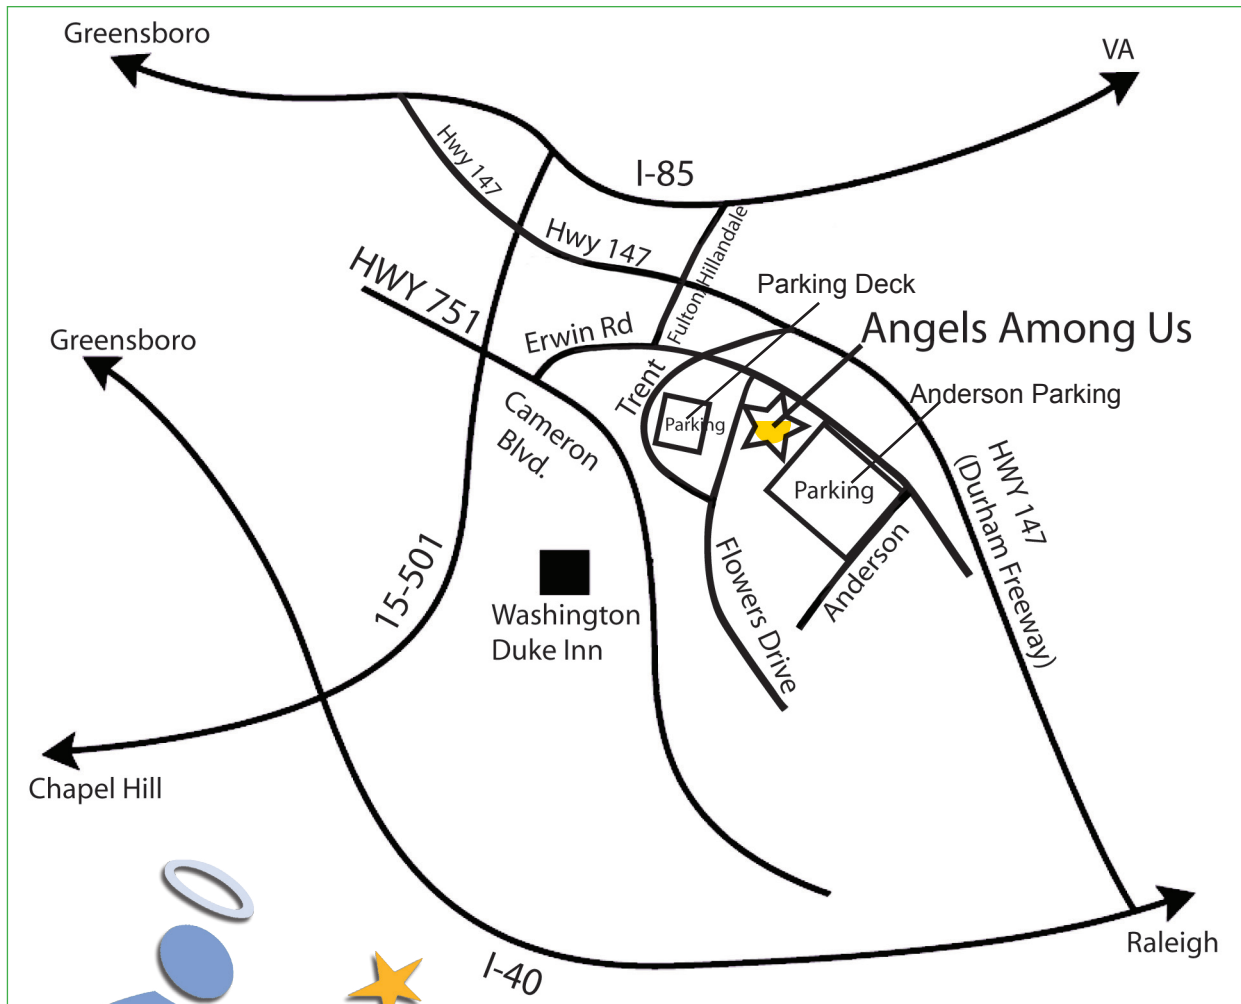 Greensboro
VA
Hwy 147
I-85
Hwy 147
Fulton/Hillandale
HWY 751
Parking Deck
Erwin Rd
Angels Among Us
Greensboro
Trent
Anderson Parking
Cameron
Blvd.
Parking
Parking
HWY 147
(Durham Freeway)
15-501
Flowers Drive
Anderson
Washington
Duke Inn
Chapel Hill
Raleigh
I-40